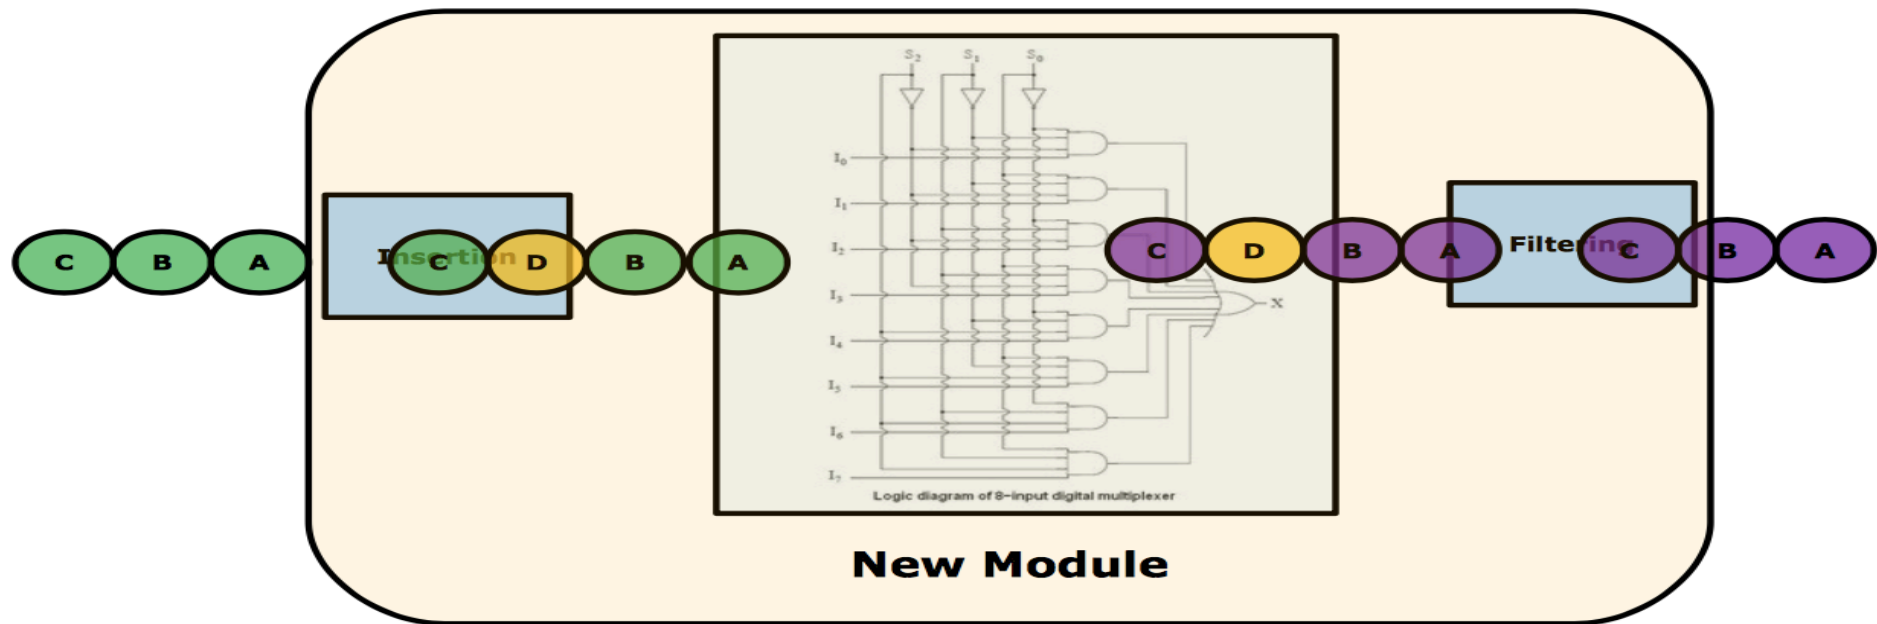 S₂ S₁ S₀
I₀
I₁
I₂
I₃
I₄
I₅
I₆
I₇
X
Logic diagram of 8-input digital multiplexer
C B A
Insertion
C D B A
C D B A
Filtering
C B A
New Module